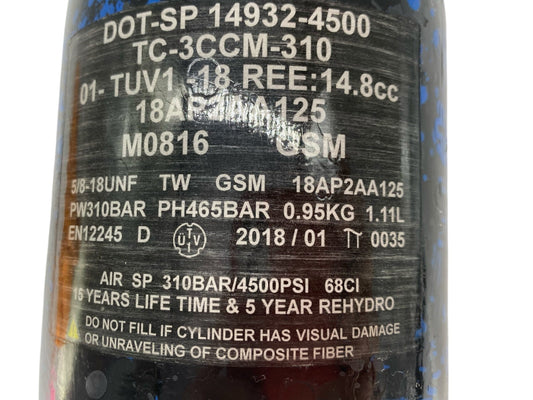 DOT-SP 14932-4500
TC-3CCM-310
01- TUV1 -18 REE:14.8cc
18AP2AA125
M0816 GSM
5/8-18UNF TW GSM 18AP2AA125
PW310BAR PH465BAR 0.95KG 1.11L
EN12245 D TUV 2018/01 π 0035
AIR SP 310BAR/4500PSI 68CI
15 YEARS LIFE TIME & 5 YEAR REHYDRO
DO NOT FILL IF CYLINDER HAS VISUAL DAMAGE
OR UNRAVELING OF COMPOSITE FIBER